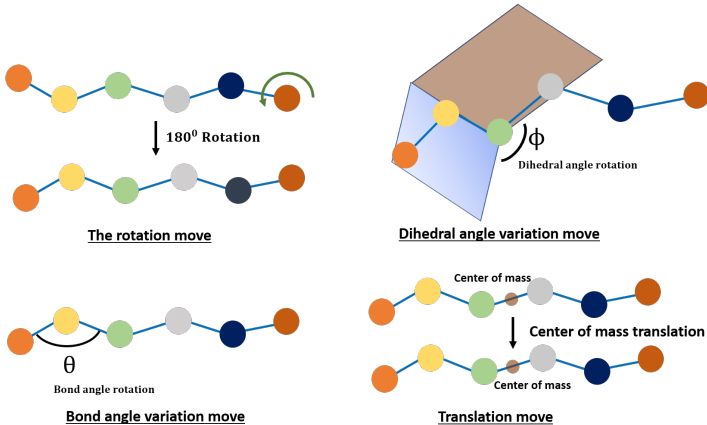 180⁰ Rotation
The rotation move
ϕ
Dihedral angle rotation
Dihedral angle variation move
θ
Bond angle rotation
Bond angle variation move
Center of mass
Center of mass translation
Center of mass
Translation move